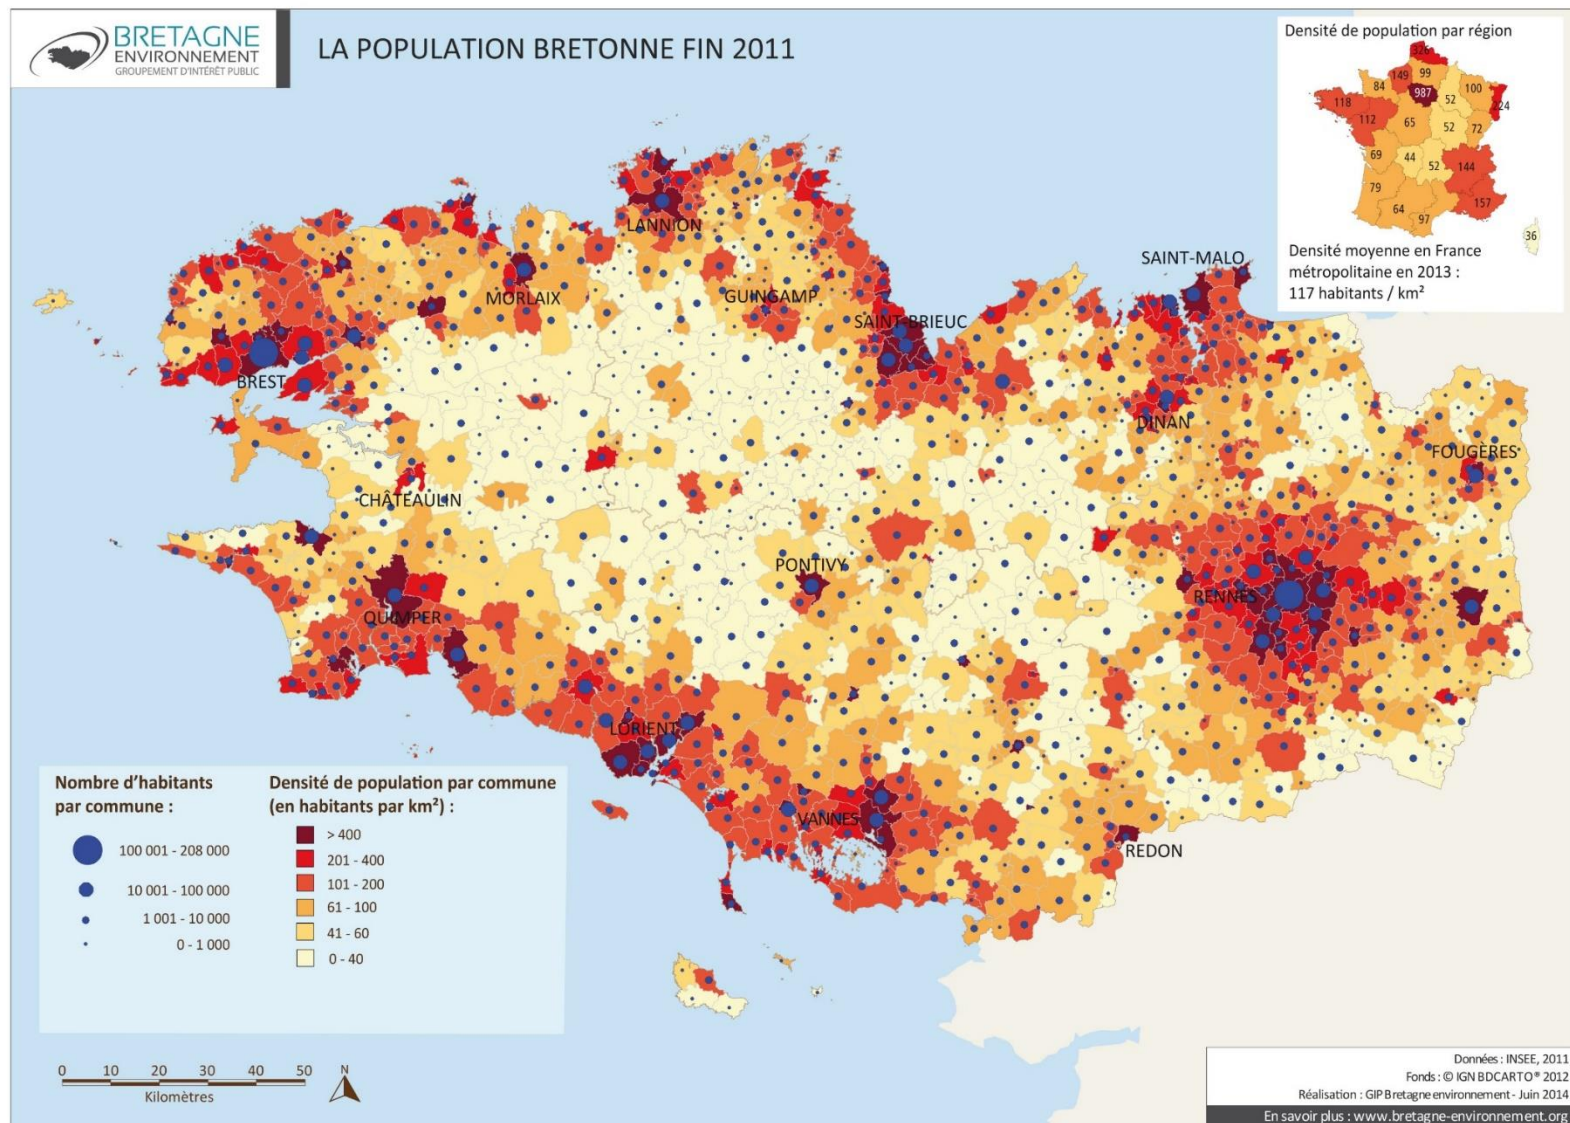 BRETAGNE
ENVIRONNEMENT
GROUPEMENT D'INTÉRÊT PUBLIC
LA POPULATION BRETONNE FIN 2011
Densité de population par région
326
149
99
84
987
52
100
224
118
112
65
52
72
69
44
52
144
79
64
97
157
36
Densité moyenne en France
métropolitaine en 2013 :
117 habitants / km²
LANNION
SAINT-MALO
MORLAIX
GUINGAMP
SAINT-BRIEUC
BREST
DINAN
FOUGÈRES
CHÂTEAULIN
PONTIVY
RENNES
QUIMPER
LORIENT
VANNES
REDON
Nombre d'habitants
par commune :
100 001 - 208 000
10 001 - 100 000
1 001 - 10 000
0 - 1 000
Densité de population par commune
(en habitants par km²) :
> 400
201 - 400
101 - 200
61 - 100
41 - 60
0 - 40
0 10 20 30 40 50
Kilomètres
N
Données : INSEE, 2011
Fonds : © IGN BDCARTO® 2012
Réalisation : GIP Bretagne environnement - Juin 2014
En savoir plus : www.bretagne-environnement.org